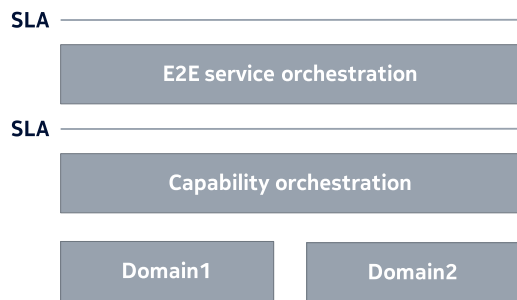 SLA
E2E service orchestration
SLA
Capability orchestration
Domain1
Domain2